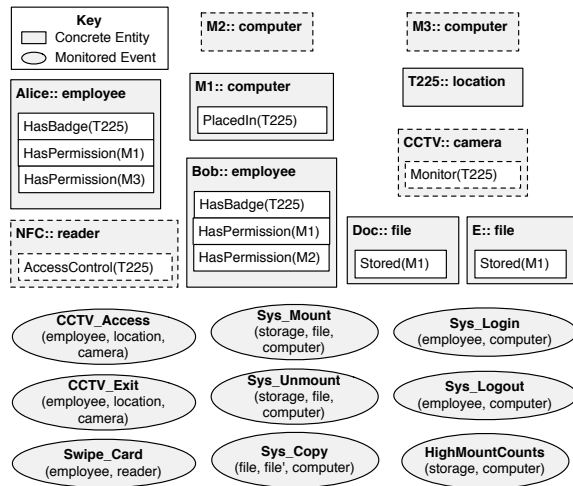 Key
Concrete Entity
Monitored Event
M2:: computer
M3:: computer
Alice:: employee
HasBadge(T225)
HasPermission(M1)
HasPermission(M3)
M1:: computer
PlacedIn(T225)
T225:: location
CCTV:: camera
Monitor(T225)
Bob:: employee
HasBadge(T225)
HasPermission(M1)
HasPermission(M2)
NFC:: reader
AccessControl(T225)
Doc:: file
Stored(M1)
E:: file
Stored(M1)
CCTV_Access
(employee, location,
camera)
Sys_Mount
(storage, file,
computer)
Sys_Login
(employee, computer)
CCTV_Exit
(employee, location,
camera)
Sys_Unmount
(storage, file,
computer)
Sys_Logout
(employee, computer)
Swipe_Card
(employee, reader)
Sys_Copy
(file, file', computer)
HighMountCounts
(storage, computer)